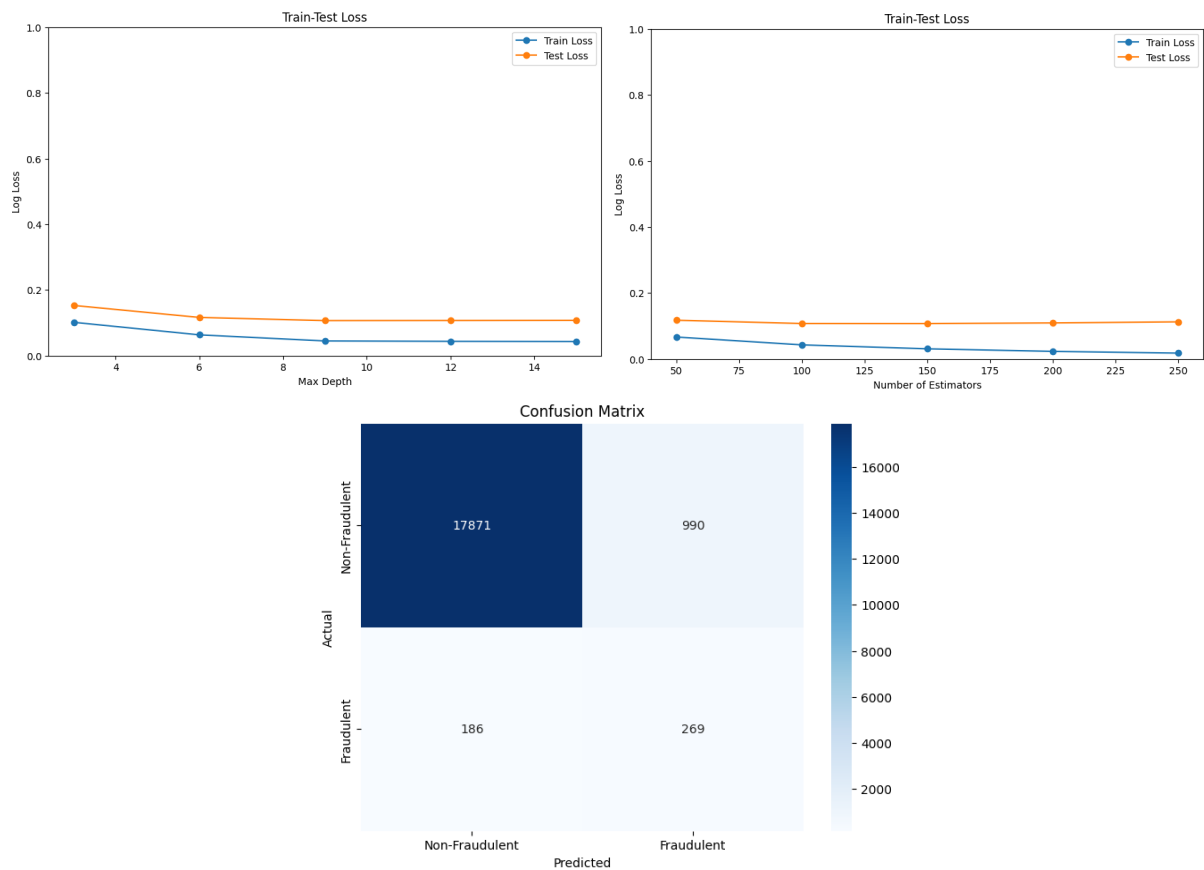 Train-Test Loss
1.0
0.8
0.6
0.4
0.2
0.0
Log Loss
4
6
8
10
12
14
Max Depth
Train Loss
Test Loss
Train-Test Loss
1.0
0.8
0.6
0.4
0.2
0.0
Log Loss
50
75
100
125
150
175
200
225
250
Number of Estimators
Train Loss
Test Loss
Confusion Matrix
Actual
Non-Fraudulent
Fraudulent
17871
990
186
269
Non-Fraudulent
Fraudulent
Predicted
16000
14000
12000
10000
8000
6000
4000
2000